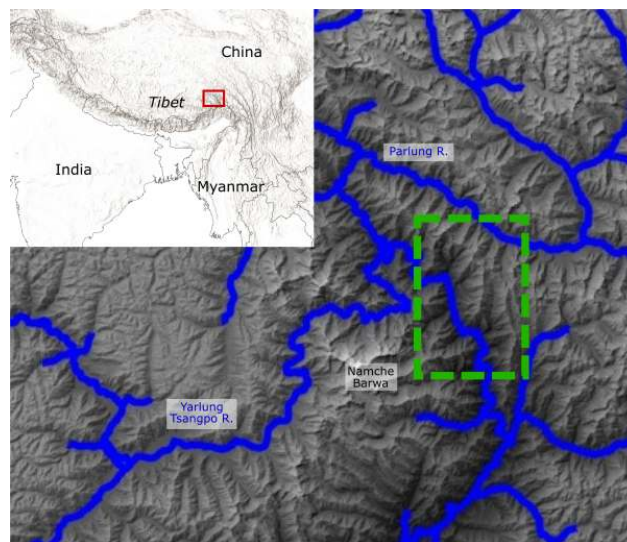 China
Tibet
India
Myanmar
Parlung R.
Namche
Barwa
Yarlung
Tsangpo R.